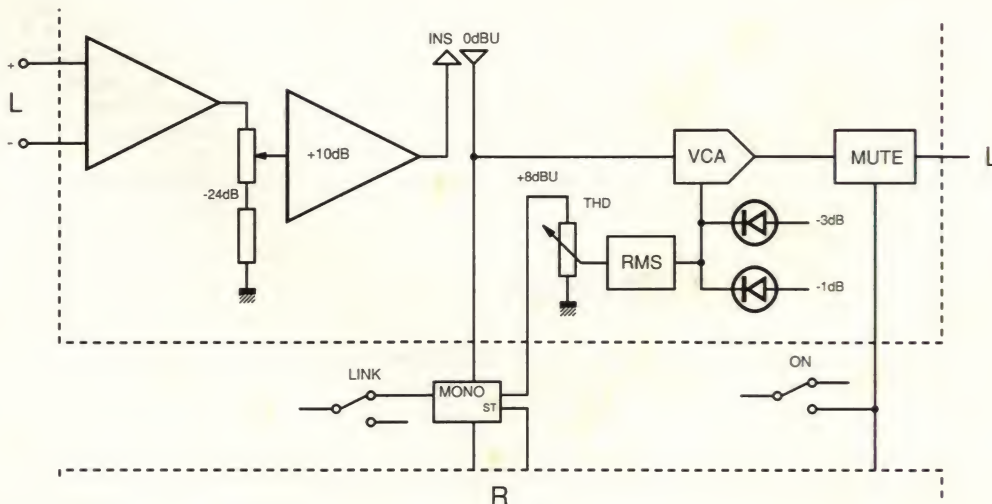 INS 0dBU
+
L
-
+10dB
-24dB
VCA
MUTE
+8dBU
THD
RMS
-3dB
-1dB
LINK
MONO
ST
ON
R